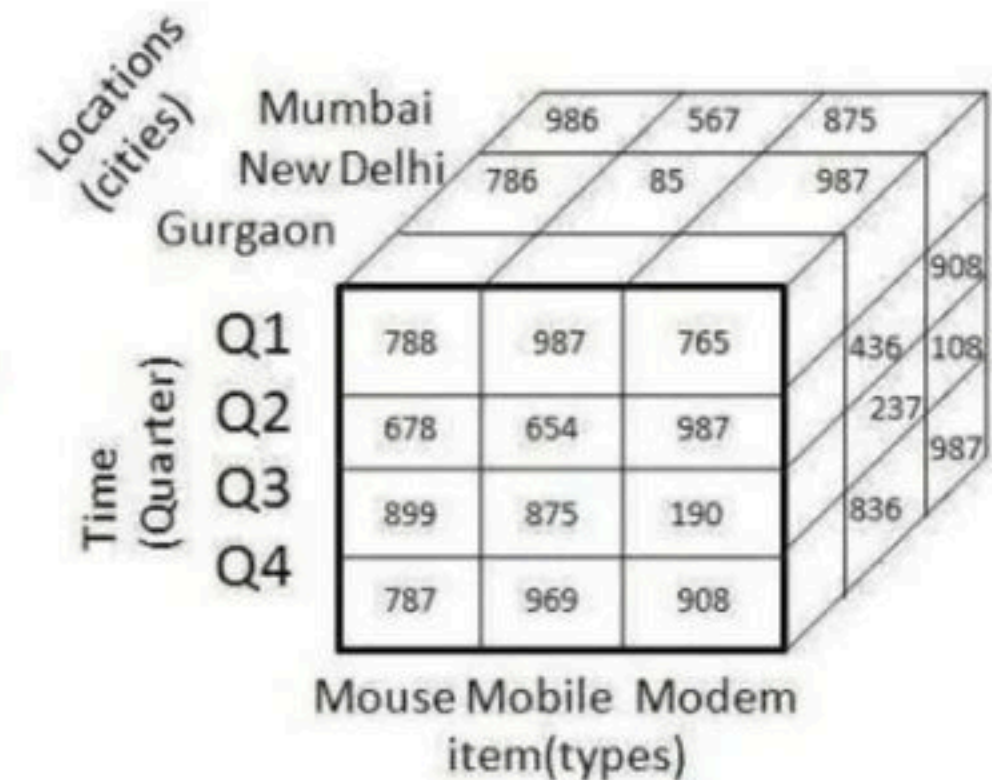 Locations
(cities)
Mumbai
New Delhi
Gurgaon
986 567 875
786 85 987
Time
(Quarter)
Q1
Q2
Q3
Q4
788 987 765
678 654 987
899 875 190
787 969 908
908
436 108
237
987
836
Mouse Mobile Modem
item(types)